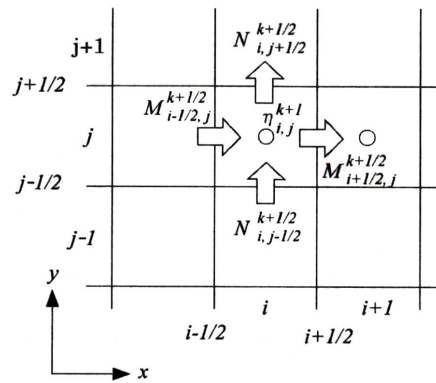 j+1
N^{k+1/2}_{i, j+1/2}
j+1/2
M^{k+1/2}_{i-1/2, j}
η^{k+1}_{i,j}
j
M^{k+1/2}_{i+1/2, j}
j-1/2
N^{k+1/2}_{i, j-1/2}
j-1
y
i
i+1
i-1/2
i+1/2
x